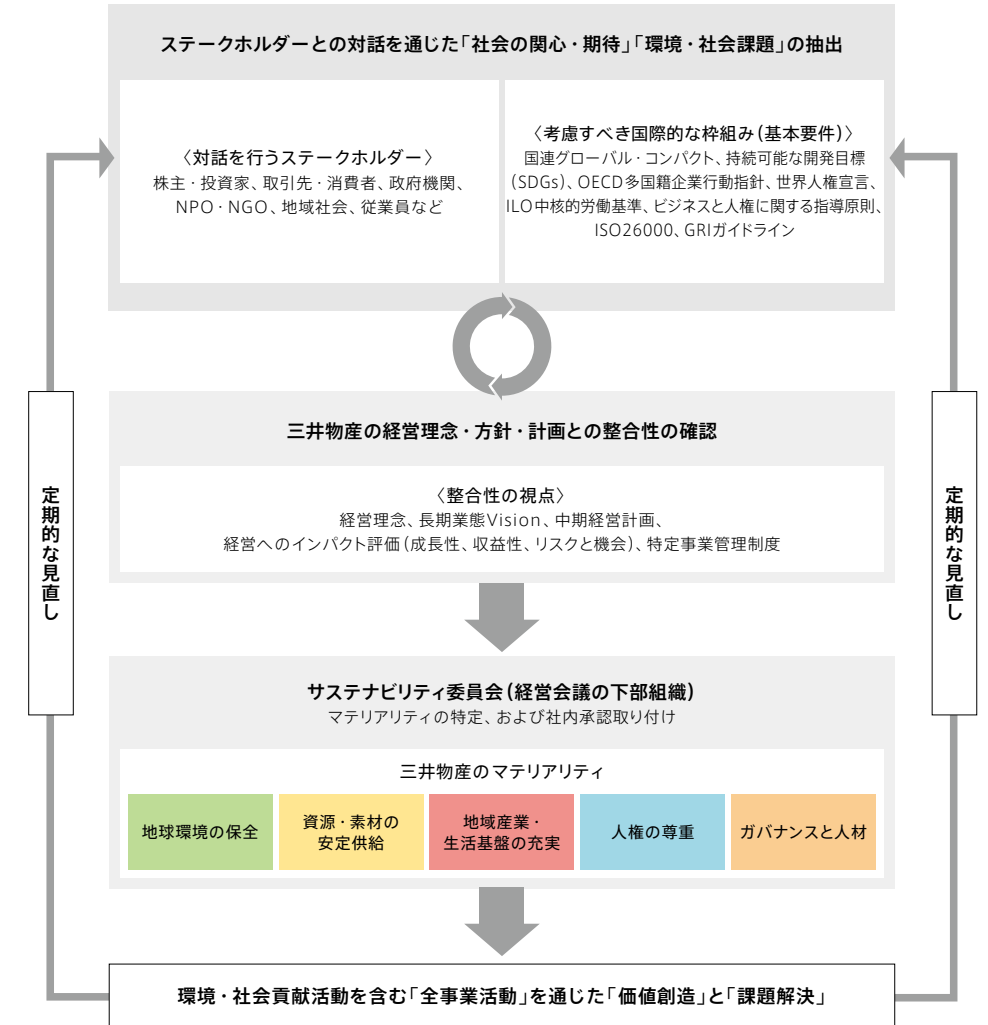 ステークホルダーとの対話を通じた「社会の関心・期待」「環境・社会課題」の抽出
〈対話を行うステークホルダー〉
株主・投資家、取引先・消費者、政府機関、
NPO・NGO、地域社会、従業員など
〈考慮すべき国際的な枠組み(基本要件)〉
国連グローバル・コンパクト、持続可能な開発目標
(SDGs)、OECD多国籍企業行動指針、世界人権宣言、
ILO中核的労働基準、ビジネスと人権に関する指導原則、
ISO26000、GRIガイドライン
定期的な見直し
三井物産の経営理念・方針・計画との整合性の確認
〈整合性の視点〉
経営理念、長期業態Vision、中期経営計画、
経営へのインパクト評価(成長性、収益性、リスクと機会)、特定事業管理制度
定期的な見直し
サステナビリティ委員会(経営会議の下部組織)
マテリアリティの特定、および社内承認取り付け
三井物産のマテリアリティ
地球環境の保全
資源・素材の
安定供給
地域産業・
生活基盤の充実
人権の尊重
ガバナンスと人材
環境・社会貢献活動を含む「全事業活動」を通じた「価値創造」と「課題解決」